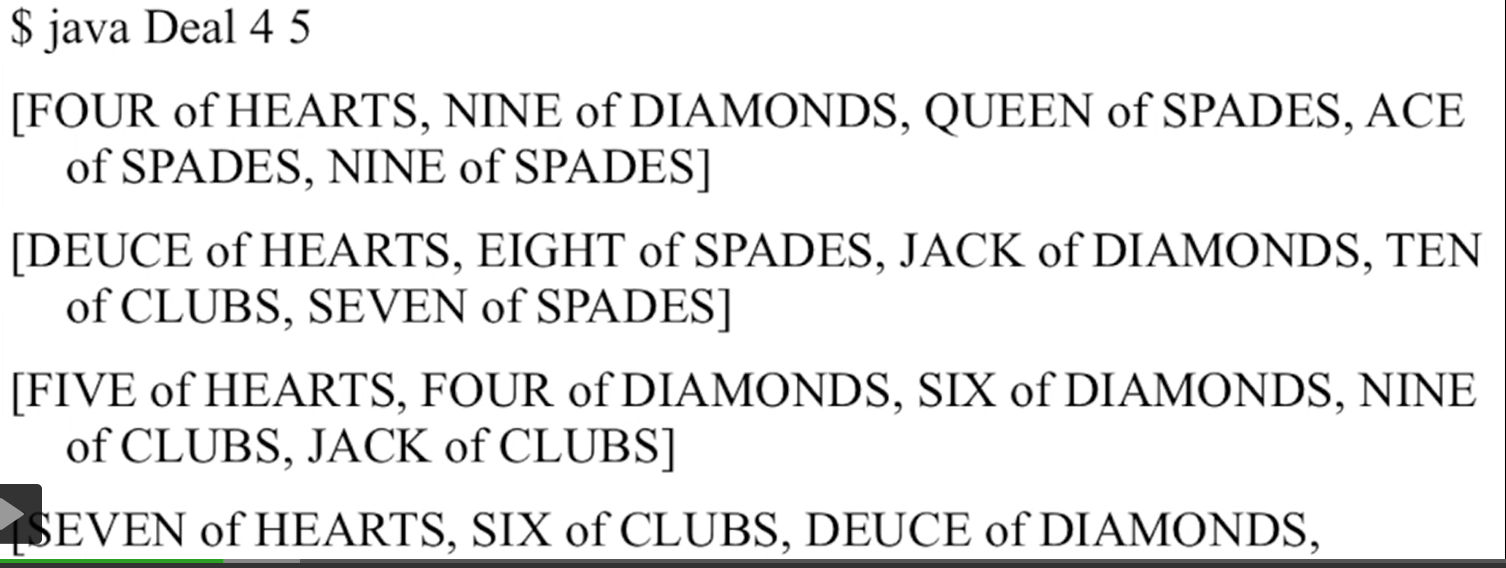 $ java Deal 4 5
[FOUR of HEARTS, NINE of DIAMONDS, QUEEN of SPADES, ACE
of SPADES, NINE of SPADES]
[DEUCE of HEARTS, EIGHT of SPADES, JACK of DIAMONDS, TEN
of CLUBS, SEVEN of SPADES]
[FIVE of HEARTS, FOUR of DIAMONDS, SIX of DIAMONDS, NINE
of CLUBS, JACK of CLUBS]
[SEVEN of HEARTS, SIX of CLUBS, DEUCE of DIAMONDS,